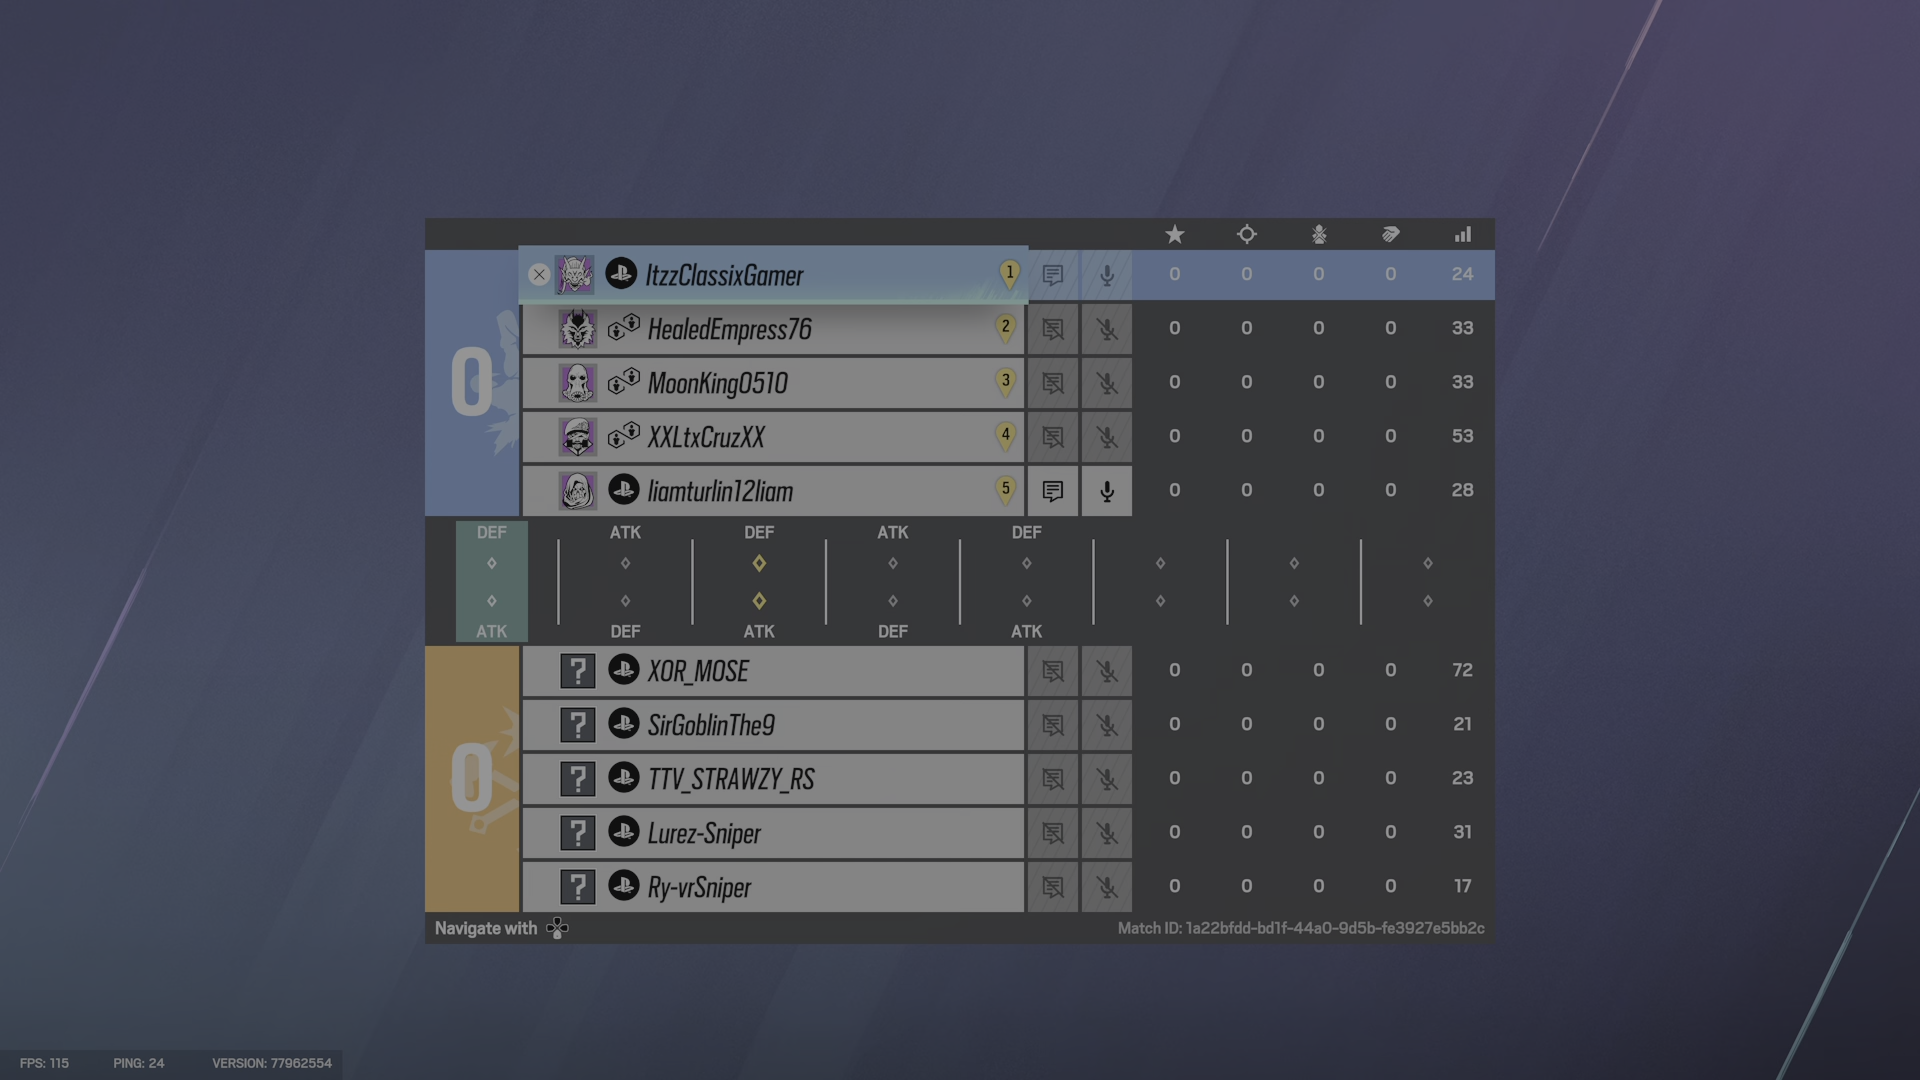 0
ItzzClassixGamer 1 0 0 0 0 24
HealedEmpress76 2 0 0 0 0 33
MoonKing0510 3 0 0 0 0 33
XXLtxCruzXX 4 0 0 0 0 53
liamturlin12liam 5 0 0 0 0 28
DEF ATK DEF ATK DEF
ATK DEF ATK DEF ATK
0
? XOR_MOSE 0 0 0 0 72
? SirGoblinThe9 0 0 0 0 21
? TTV_STRAWZY_RS 0 0 0 0 23
? Lurez-Sniper 0 0 0 0 31
? Ry-vrSniper 0 0 0 0 17
Navigate with Match ID: 1a22bfdd-bd1f-44a0-9d5b-fe3927e5bb2c
FPS: 115 PING: 24 VERSION: 77962554